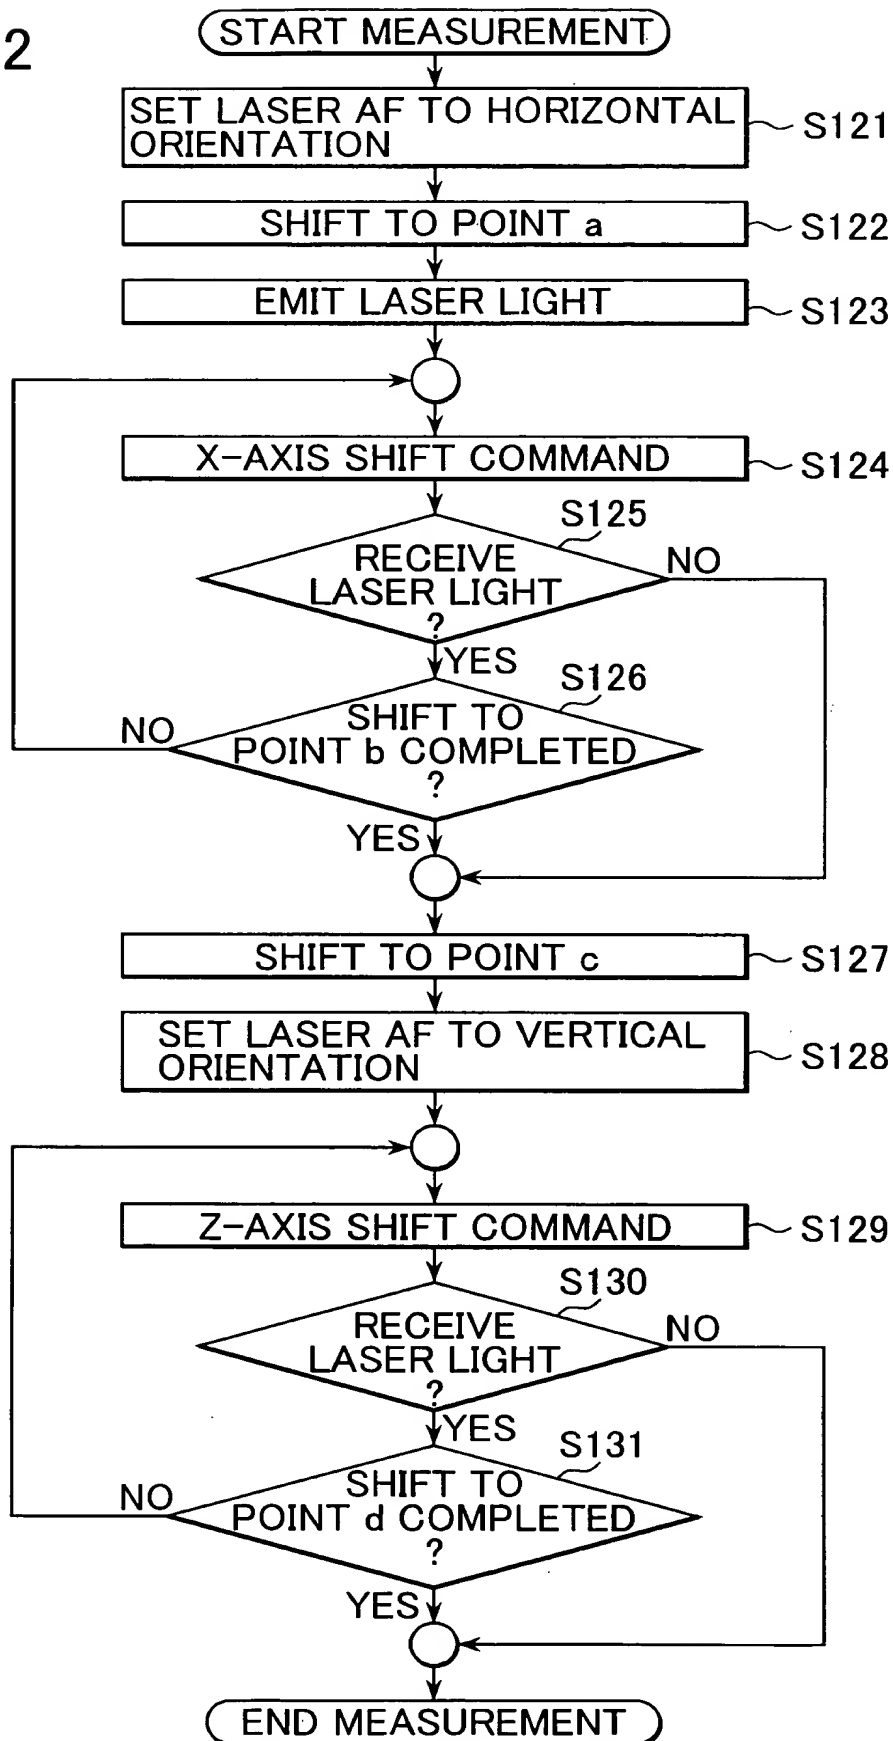 2
START MEASUREMENT
SET LASER AF TO HORIZONTAL
ORIENTATION
S121
SHIFT TO POINT a
S122
EMIT LASER LIGHT
S123
X-AXIS SHIFT COMMAND
S124
S125
RECEIVE
LASER LIGHT
?
NO
YES
S126
SHIFT TO
POINT b COMPLETED
?
NO
YES
SHIFT TO POINT c
S127
SET LASER AF TO VERTICAL
ORIENTATION
S128
Z-AXIS SHIFT COMMAND
S129
S130
RECEIVE
LASER LIGHT
?
NO
YES
S131
SHIFT TO
POINT d COMPLETED
?
NO
YES
END MEASUREMENT